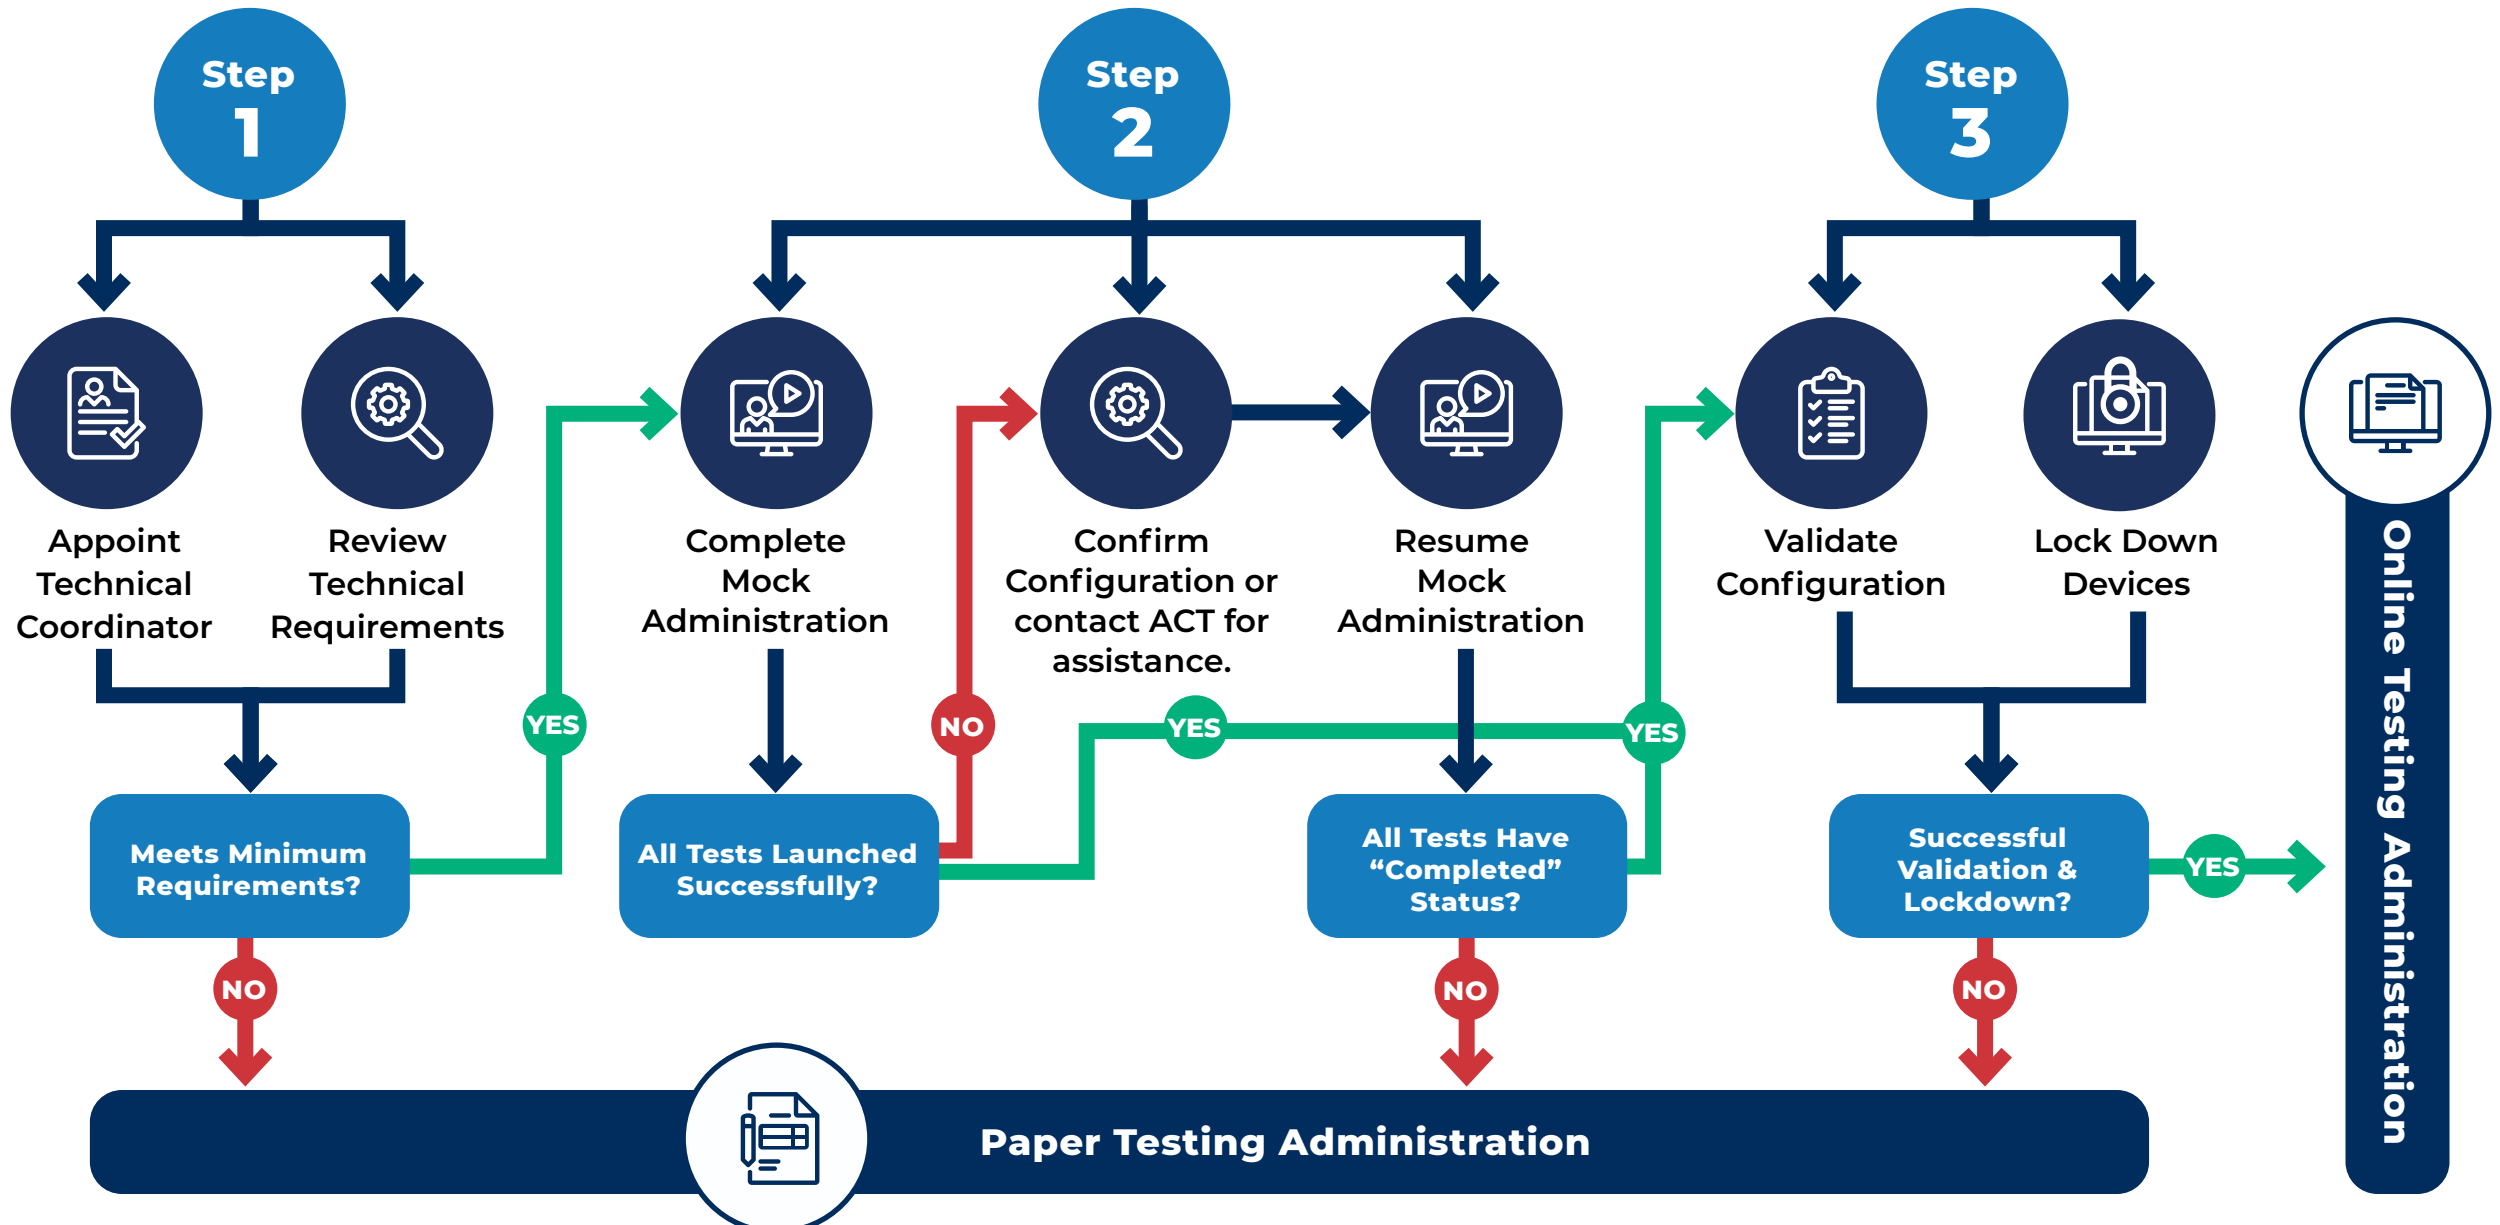 Step
1
Step
2
Step
3
Appoint
Technical
Coordinator
Review
Technical
Requirements
Complete
Mock
Administration
Confirm
Configuration or
contact ACT for
assistance.
Resume
Mock
Administration
Validate
Configuration
Lock Down
Devices
YES
NO
YES
YES
Meets Minimum
Requirements?
All Tests Launched
Successfully?
All Tests Have
“Completed”
Status?
Successful
Validation &
Lockdown?
YES
NO
NO
NO
Paper Testing Administration
Online Testing Administration